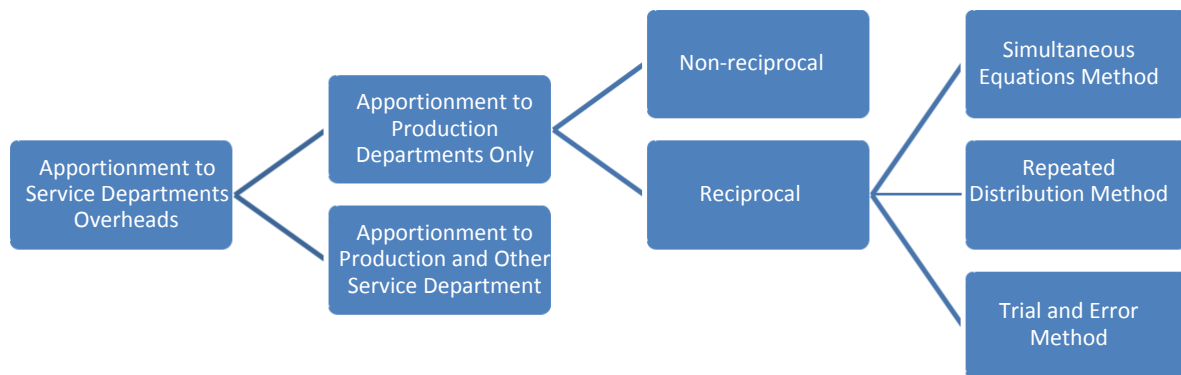 Apportionment to
Service Departments
Overheads
Apportionment to
Production
Departments Only
Apportionment to
Production and Other
Service Department
Non-reciprocal
Reciprocal
Simultaneous
Equations Method
Repeated
Distribution Method
Trial and Error
Method